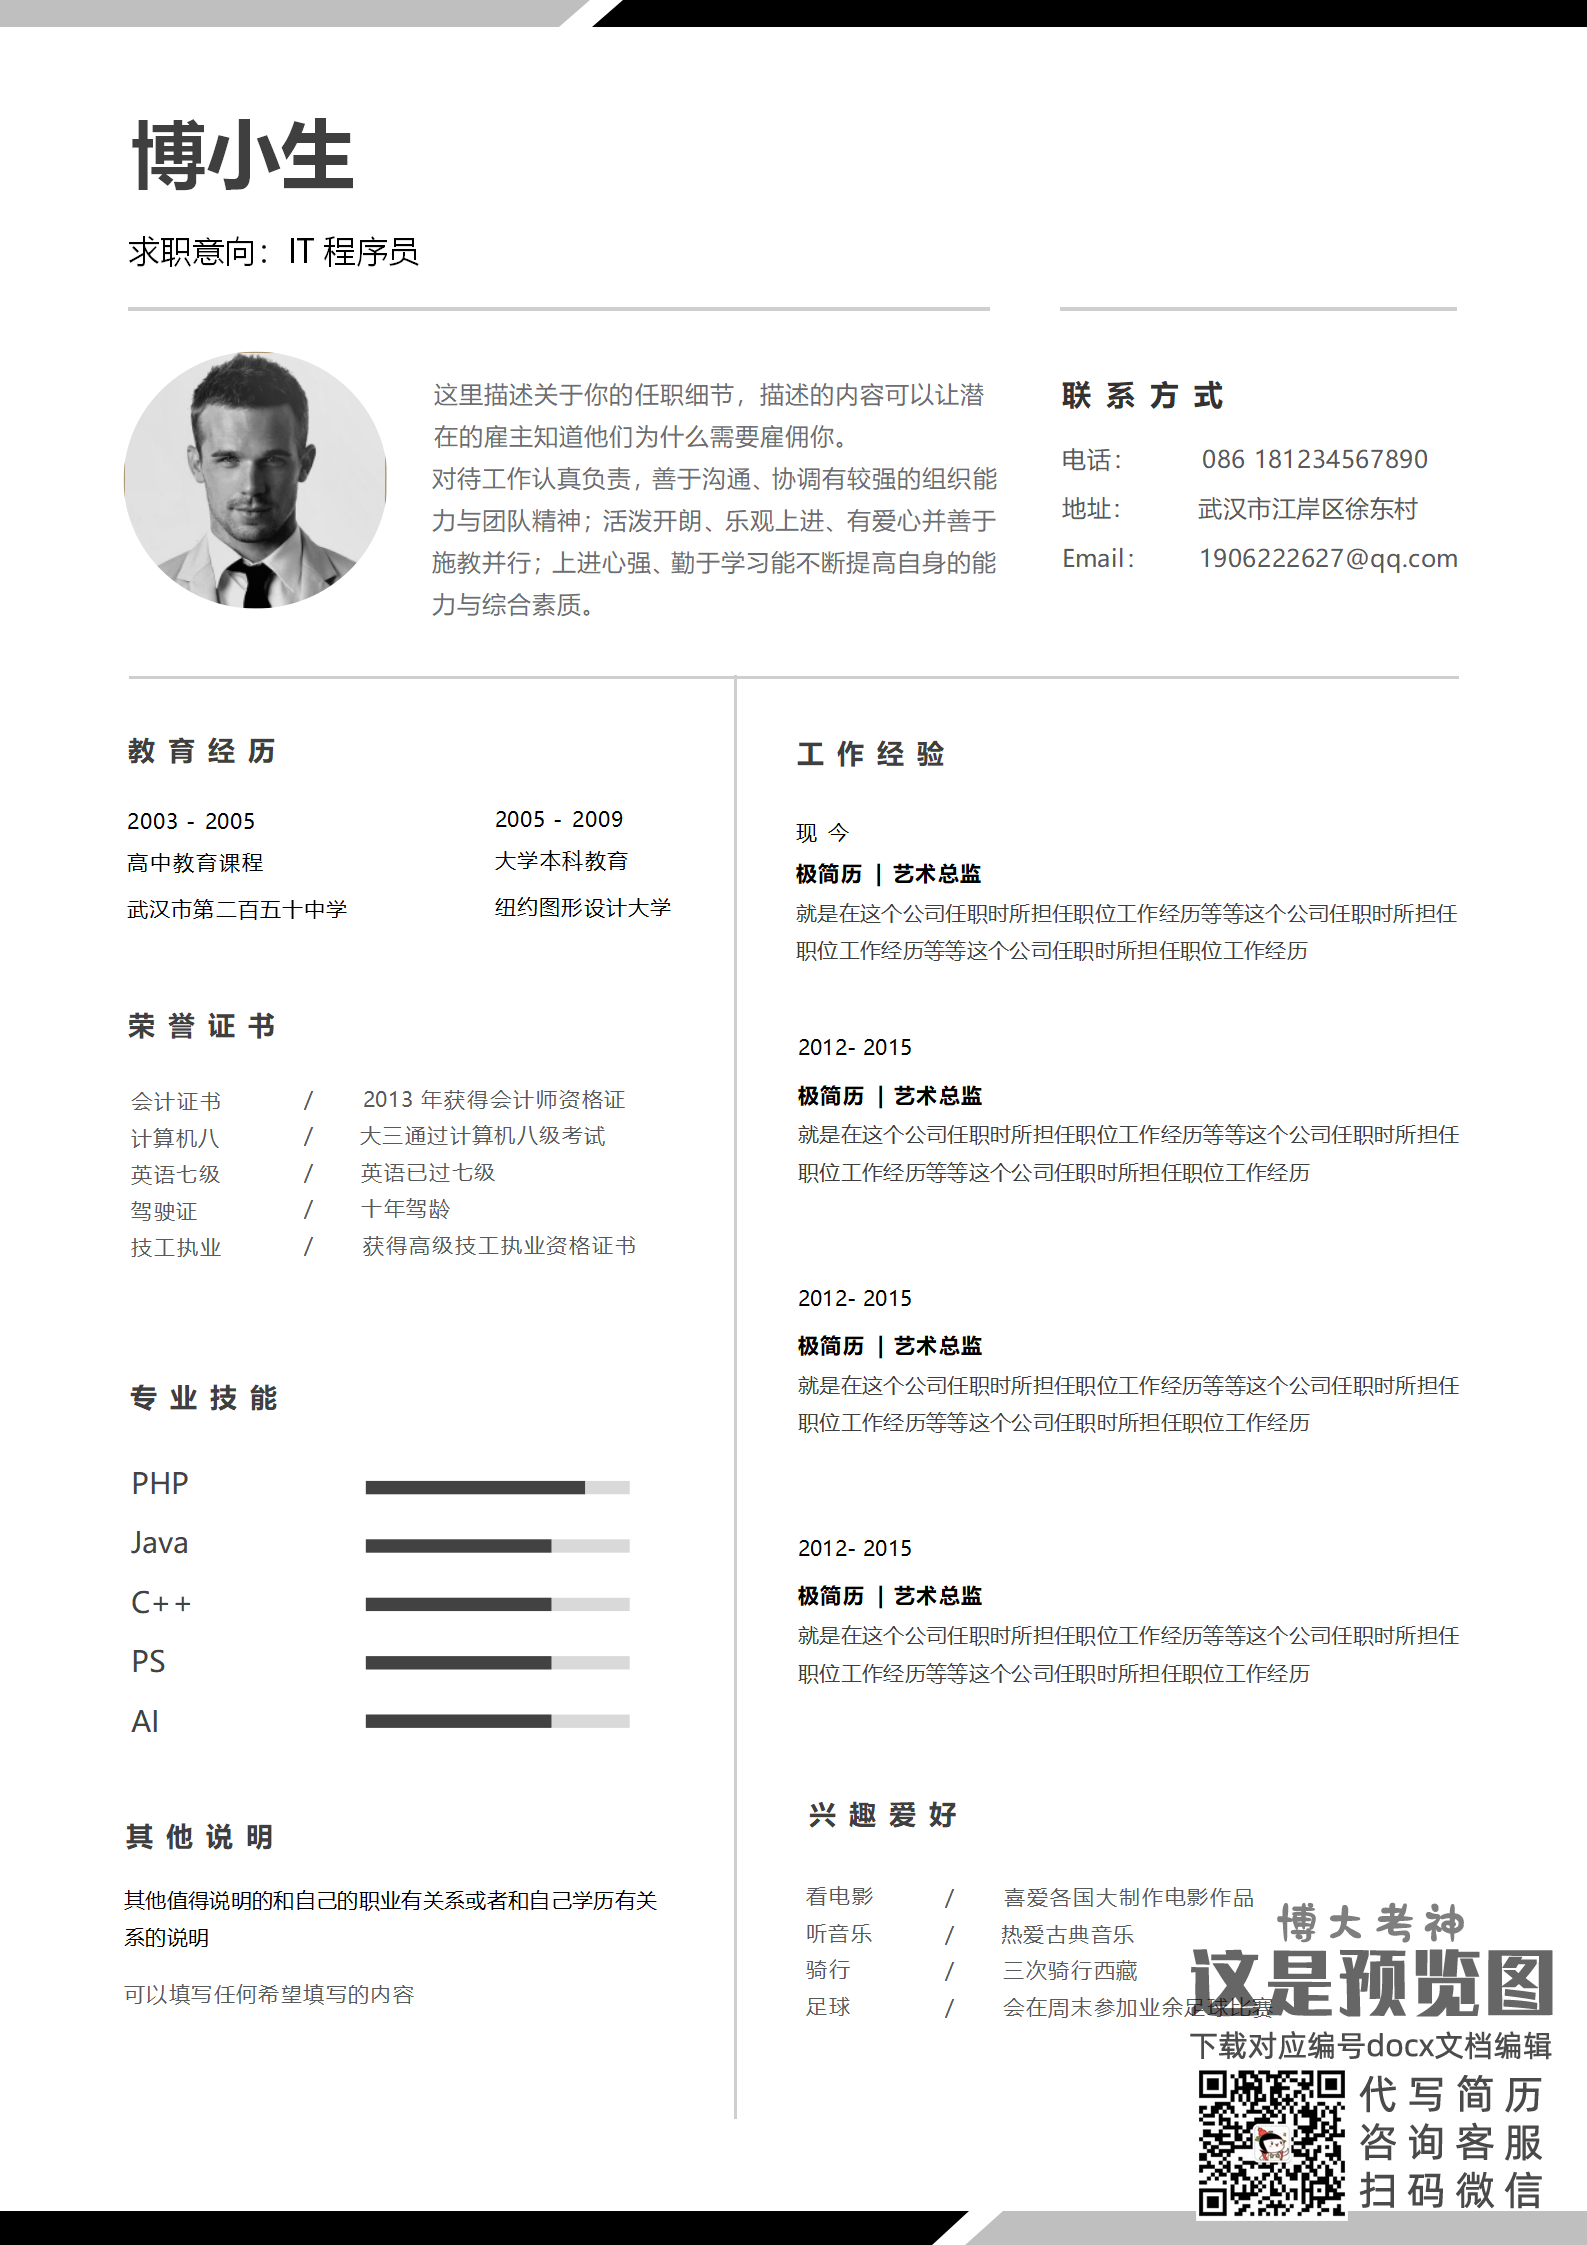 博小生
求职意向：IT 程序员
这里描述关于你的任职细节，描述的内容可以让潜
在的雇主知道他们为什么需要雇佣你。
对待工作认真负责，善于沟通、协调有较强的组织能
力与团队精神；活泼开朗、乐观上进、有爱心并善于
施教并行；上进心强、勤于学习能不断提高自身的能
力与综合素质。
联系方式
电话： 086 181234567890
地址： 武汉市江岸区徐东村
Email： 1906222627@qq.com
教育经历
2003 - 2005
高中教育课程
武汉市第二百五十中学
2005 - 2009
大学本科教育
纽约图形设计大学
荣誉证书
会计证书 / 2013 年获得会计师资格证
计算机八 / 大三通过计算机八级考试
英语七级 / 英语已过七级
驾驶证 / 十年驾龄
技工执业 / 获得高级技工执业资格证书
专业技能
PHP
Java
C++
PS
AI
其他说明
其他值得说明的和自己的职业有关系或者和自己学历有关
系的说明
可以填写任何希望填写的内容
工作经验
现 今
极简历 | 艺术总监
就是在这个公司任职时所担任职位工作经历等等这个公司任职时所担任
职位工作经历等等这个公司任职时所担任职位工作经历
2012- 2015
极简历 | 艺术总监
就是在这个公司任职时所担任职位工作经历等等这个公司任职时所担任
职位工作经历等等这个公司任职时所担任职位工作经历
2012- 2015
极简历 | 艺术总监
就是在这个公司任职时所担任职位工作经历等等这个公司任职时所担任
职位工作经历等等这个公司任职时所担任职位工作经历
2012- 2015
极简历 | 艺术总监
就是在这个公司任职时所担任职位工作经历等等这个公司任职时所担任
职位工作经历等等这个公司任职时所担任职位工作经历
兴趣爱好
看电影 / 喜爱各国大制作电影作品
听音乐 / 热爱古典音乐
骑行 / 三次骑行西藏
足球 / 会在周末参加业余足球比赛
博大考神
这是预览图
下载对应编号docx文档编辑
代写简历
咨询客服
扫码微信